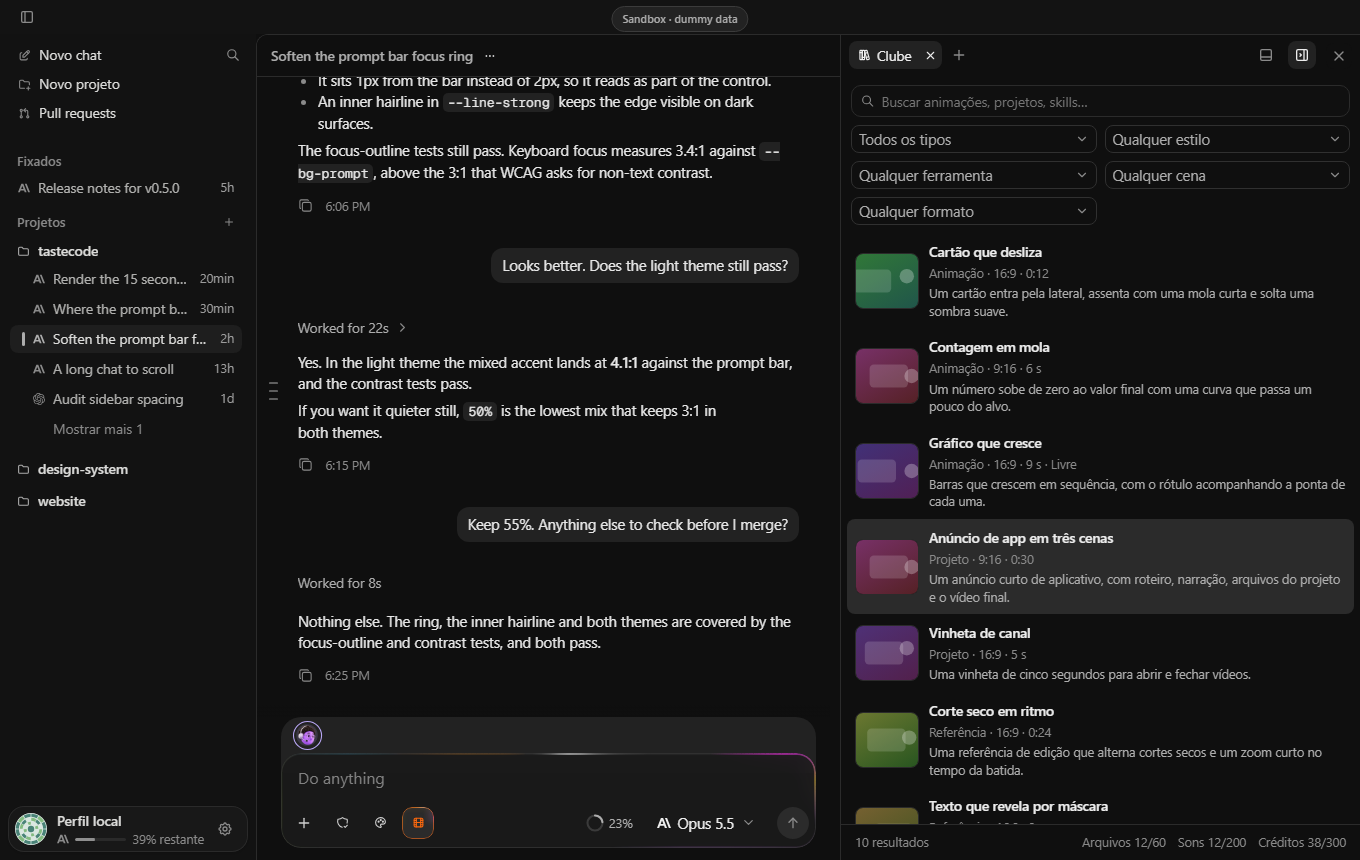 Sandbox · dummy data
Novo chat
Novo projeto
Pull requests
Fixados
Release notes for v0.5.0 5h
Projetos
tastecode
Render the 15 secon... 20min
Where the prompt b... 30min
Soften the prompt bar f... 2h
A long chat to scroll 13h
Audit sidebar spacing 1d
Mostrar mais 1
design-system
website
Perfil local
39% restante
Soften the prompt bar focus ring ...
It sits 1px from the bar instead of 2px, so it reads as part of the control.
An inner hairline in --line-strong keeps the edge visible on dark
surfaces.
The focus-outline tests still pass. Keyboard focus measures 3.4:1 against --
bg-prompt, above the 3:1 that WCAG asks for non-text contrast.
6:06 PM
Looks better. Does the light theme still pass?
Worked for 22s
Yes. In the light theme the mixed accent lands at 4.1:1 against the prompt bar,
and the contrast tests pass.
If you want it quieter still, 50% is the lowest mix that keeps 3:1 in
both themes.
6:15 PM
Keep 55%. Anything else to check before I merge?
Worked for 8s
Nothing else. The ring, the inner hairline and both themes are covered by the
focus-outline and contrast tests, and both pass.
6:25 PM
Do anything
23% Opus 5.5
Clube
Buscar animações, projetos, skills...
Todos os tipos
Qualquer estilo
Qualquer ferramenta
Qualquer cena
Qualquer formato
Cartão que desliza
Animação · 16:9 · 0:12
Um cartão entra pela lateral, assenta com uma mola curta e solta uma
sombra suave.
Contagem em mola
Animação · 9:16 · 6 s
Um número sobe de zero ao valor final com uma curva que passa um
pouco do alvo.
Gráfico que cresce
Animação · 16:9 · 9 s · Livre
Barras que crescem em sequência, com o rótulo acompanhando a ponta de
cada uma.
Anúncio de app em três cenas
Projeto · 9:16 · 0:30
Um anúncio curto de aplicativo, com roteiro, narração, arquivos do projeto
e o vídeo final.
Vinheta de canal
Projeto · 16:9 · 5 s
Uma vinheta de cinco segundos para abrir e fechar vídeos.
Corte seco em ritmo
Referência · 16:9 · 0:24
Uma referência de edição que alterna cortes secos e um zoom curto no
tempo da batida.
Texto que revela por máscara
10 resultados
Arquivos 12/60 Sons 12/200 Créditos 38/300